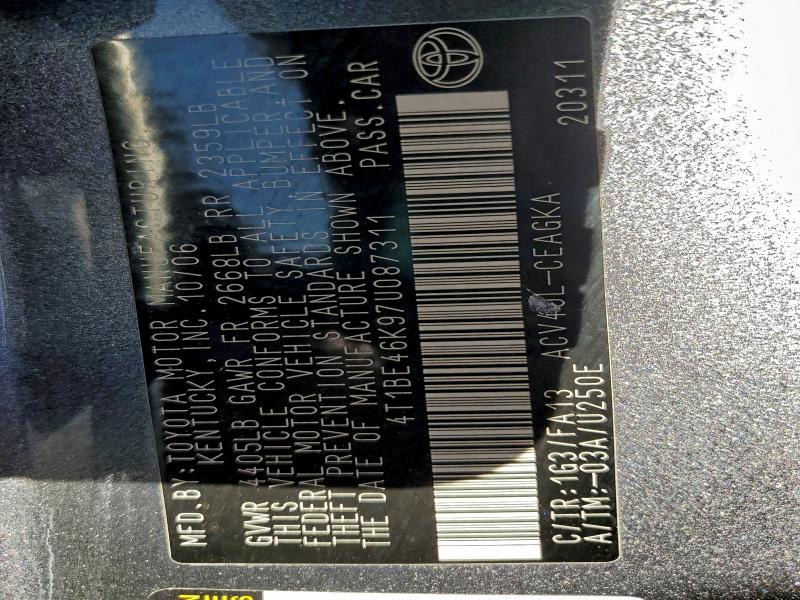 MFD. BY: TOYOTA MOTOR MANUFACTURING,
KENTUCKY INC. 10/06
GVWR 4405LB GAWR FR 2668LB RR 2359LB
THIS VEHICLE CONFORMS TO ALL APPLICABLE
FEDERAL MOTOR VEHICLE SAFETY, BUMPER, AND
THEFT PREVENTION STANDARDS IN EFFECT ON
THE DATE OF MANUFACTURE SHOWN ABOVE.
4T1BE46K97U087311 PASS. CAR
C/TR: 1G3/FA13 ACV40L-CEAGKA
A/TM: -03A/U250E 20311